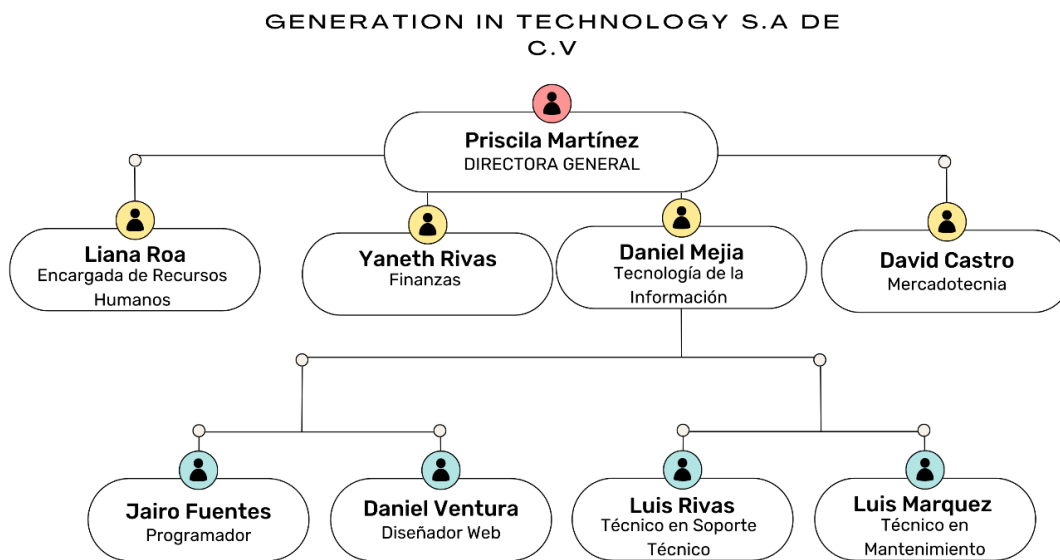 GENERATION IN TECHNOLOGY S.A DE
C.V
Priscila Martínez
DIRECTORA GENERAL
Liana Roa
Encargada de Recursos
Humanos
Yaneth Rivas
Finanzas
Daniel Mejia
Tecnología de la
Información
David Castro
Mercadotecnia
Jairo Fuentes
Programador
Daniel Ventura
Diseñador Web
Luis Rivas
Técnico en Soporte
Técnico
Luis Marquez
Técnico en
Mantenimiento